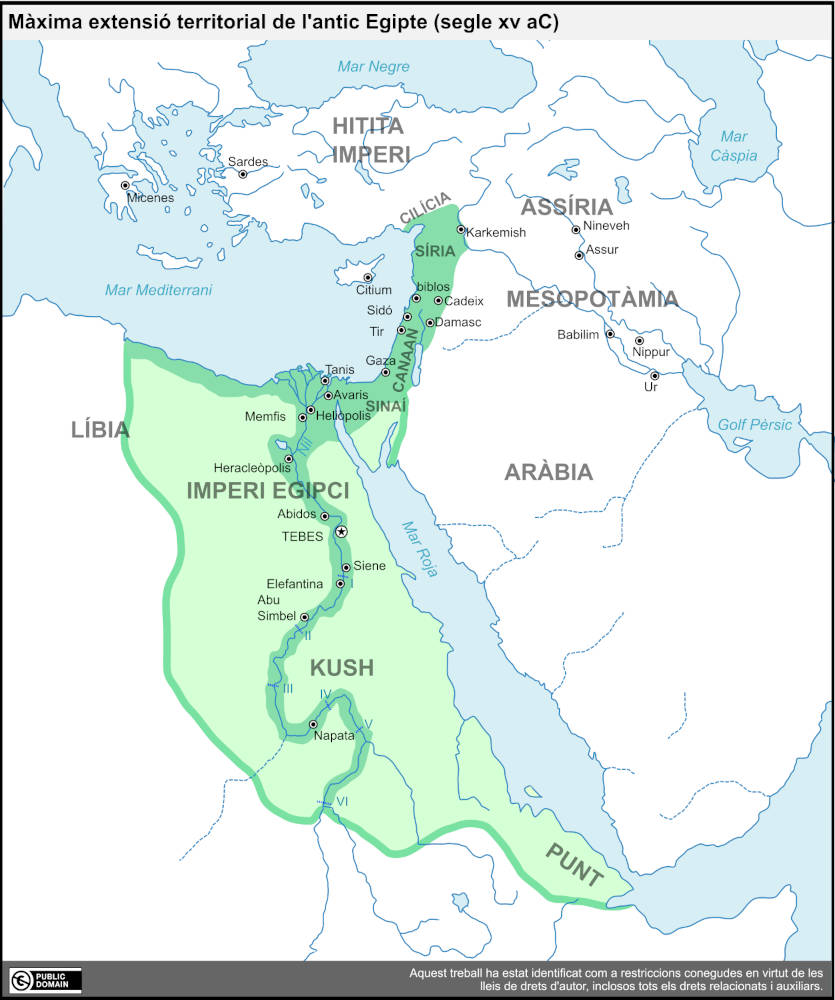 Màxima extensió territorial de l'antic Egipte (segle xv aC)
Mar Negre
HITITA
IMPERI
Mar
Càspia
Sardes
Micenes
CILÍCIA
ASSÍRIA
Karkemish
Nineveh
SÍRIA
Assur
Citium
biblos
Mar Mediterrani
Cadeix
MESOPOTÀMIA
Sidó
Damasc
Tir
Babilim
CANAAN
Nippur
Gaza
Tanis
Ur
Avaris
SINAÍ
Memfis
Heliòpolis
LÍBIA
Golf Pèrsic
Nil
Heracleòpolis
ARÀBIA
IMPERI EGIPCI
Abidos
TEBES
Mar Roja
Siene
Elefantina
I
Abu
Simbel
II
KUSH
III
IV
Napata
V
VI
PUNT
PUBLIC
DOMAIN
Aquest treball ha estat identificat com a restriccions conegudes en virtut de les
lleis de drets d'autor, inclosos tots els drets relacionats i auxiliars.